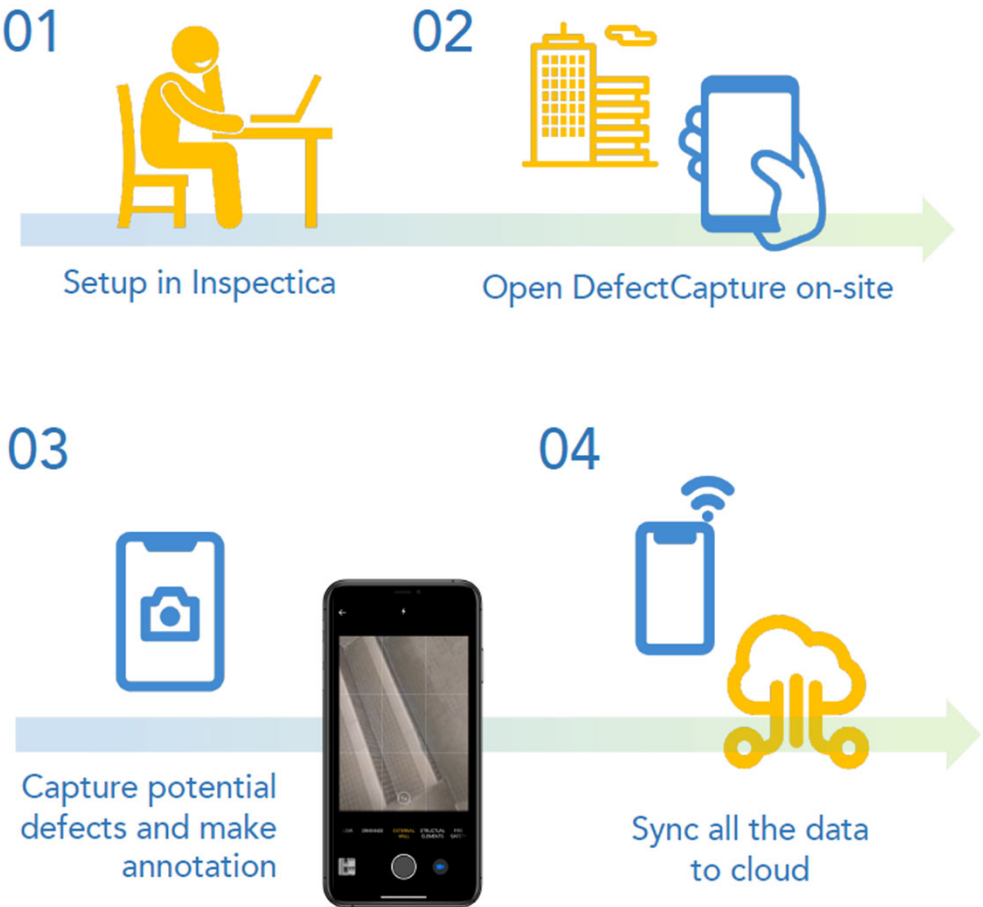 01
02
Setup in Inspectica
Open DefectCapture on-site
03
04
Capture potential
defects and make
annotation
DRAINAGE
EXTERNAL
WALL
STRUCTURAL
ELEMENTS
Sync all the data
to cloud